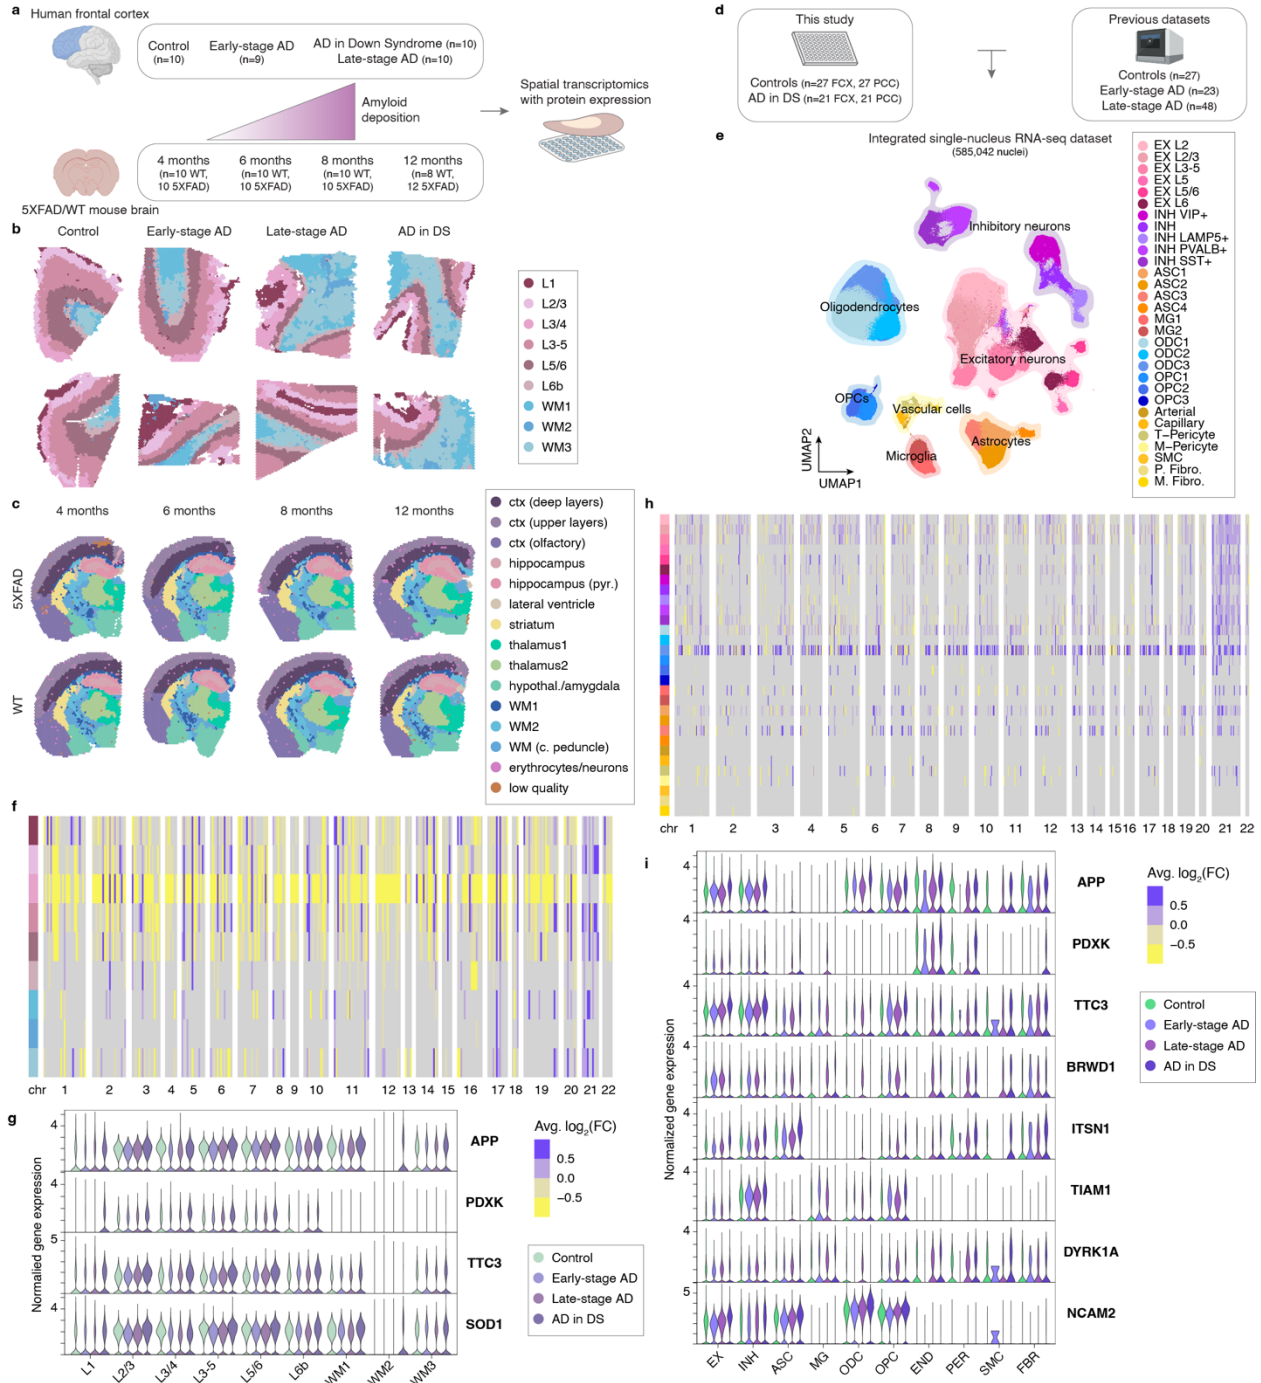 a
Human frontal cortex
Control
(n=10)
Early-stage AD
(n=9)
AD in Down Syndrome (n=10)
Late-stage AD (n=10)
Amyloid
deposition
Spatial transcriptomics
with protein expression
4 months
(n=10 WT,
10 5XFAD)
6 months
(n=10 WT,
10 5XFAD)
8 months
(n=10 WT,
10 5XFAD)
12 months
(n=8 WT,
12 5XFAD)
5XFAD/WT mouse brain
b
Control
Early-stage AD
Late-stage AD
AD in DS
L1
L2/3
L3/4
L3-5
L5/6
L6b
WM1
WM2
WM3
c
4 months
6 months
8 months
12 months
5XFAD
WT
ctx (deep layers)
ctx (upper layers)
ctx (olfactory)
hippocampus
hippocampus (pyr.)
lateral ventricle
striatum
thalamus1
thalamus2
hypothal./amygdala
WM1
WM2
WM (c. peduncle)
erythrocytes/neurons
low quality
d
This study
Controls (n=27 FCX, 27 PCC)
AD in DS (n=21 FCX, 21 PCC)
Previous datasets
Controls (n=27)
Early-stage AD (n=23)
Late-stage AD (n=48)
e
Integrated single-nucleus RNA-seq dataset
(585,042 nuclei)
Inhibitory neurons
Oligodendrocytes
Excitatory neurons
OPCs
Vascular cells
Astrocytes
Microglia
UMAP2
UMAP1
EX L2
EX L2/3
EX L3-5
EX L5
EX L5/6
EX L6
INH VIP+
INH
INH LAMP5+
INH PVALB+
INH SST+
ASC1
ASC2
ASC3
ASC4
MG1
MG2
ODC1
ODC2
ODC3
OPC1
OPC2
OPC3
Arterial
Capillary
T−Pericyte
M−Pericyte
SMC
P. Fibro.
M. Fibro.
f
chr 1 2 3 4 5 6 7 8 9 10 11 12 13 14 15 16 17 18 19 20 21 22
g
Normalied gene expression
4
APP
4
PDXK
5
TTC3
4
SOD1
L1 L2/3 L3/4 L3-5 L5/6 L6b WM1 WM2 WM3
Avg. log2(FC)
0.5
0.0
−0.5
Control
Early-stage AD
Late-stage AD
AD in DS
h
chr 1 2 3 4 5 6 7 8 9 10 11 12 13 14 15 16 17 18 19 20 21 22
i
Normalized gene expression
4
APP
4
PDXK
4
TTC3
4
BRWD1
4
ITSN1
4
TIAM1
4
DYRK1A
5
NCAM2
EX INH ASC MG ODC OPC END PER SMC FBR
Avg. log2(FC)
0.5
0.0
−0.5
Control
Early-stage AD
Late-stage AD
AD in DS